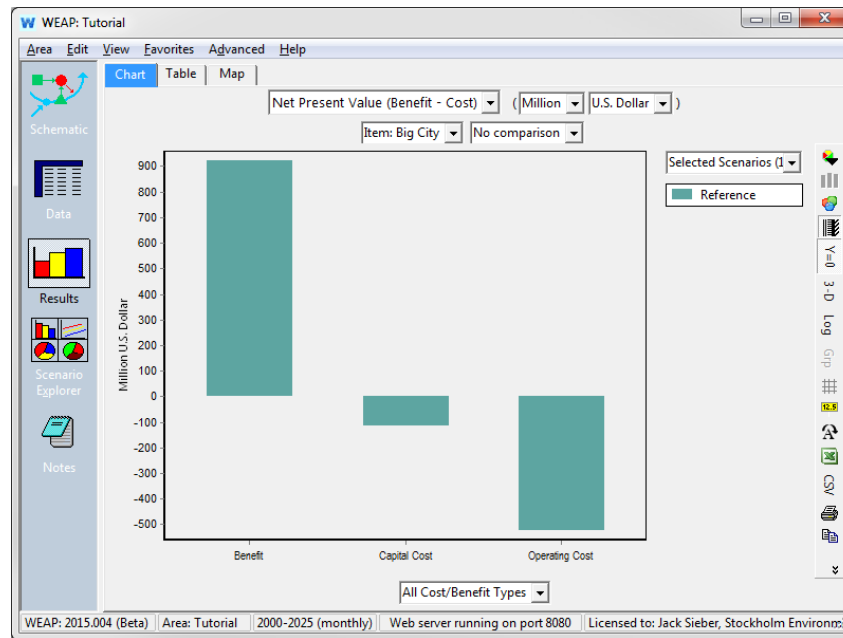 WEAP: Tutorial
Area Edit View Favorites Advanced Help
Chart Table Map
Net Present Value (Benefit - Cost) ( Million U.S. Dollar )
Item: Big City No comparison
Schematic
Data
Results
Scenario
Explorer
Notes
Million U.S. Dollar
900
800
700
600
500
400
300
200
100
0
-100
-200
-300
-400
-500
Benefit Capital Cost Operating Cost
All Cost/Benefit Types
Selected Scenarios (1
Reference
Y=0
3-D
Log
Grp
12.5
A
CSV
WEAP: 2015.004 (Beta) Area: Tutorial 2000-2025 (monthly) Web server running on port 8080 Licensed to: Jack Sieber, Stockholm Environm